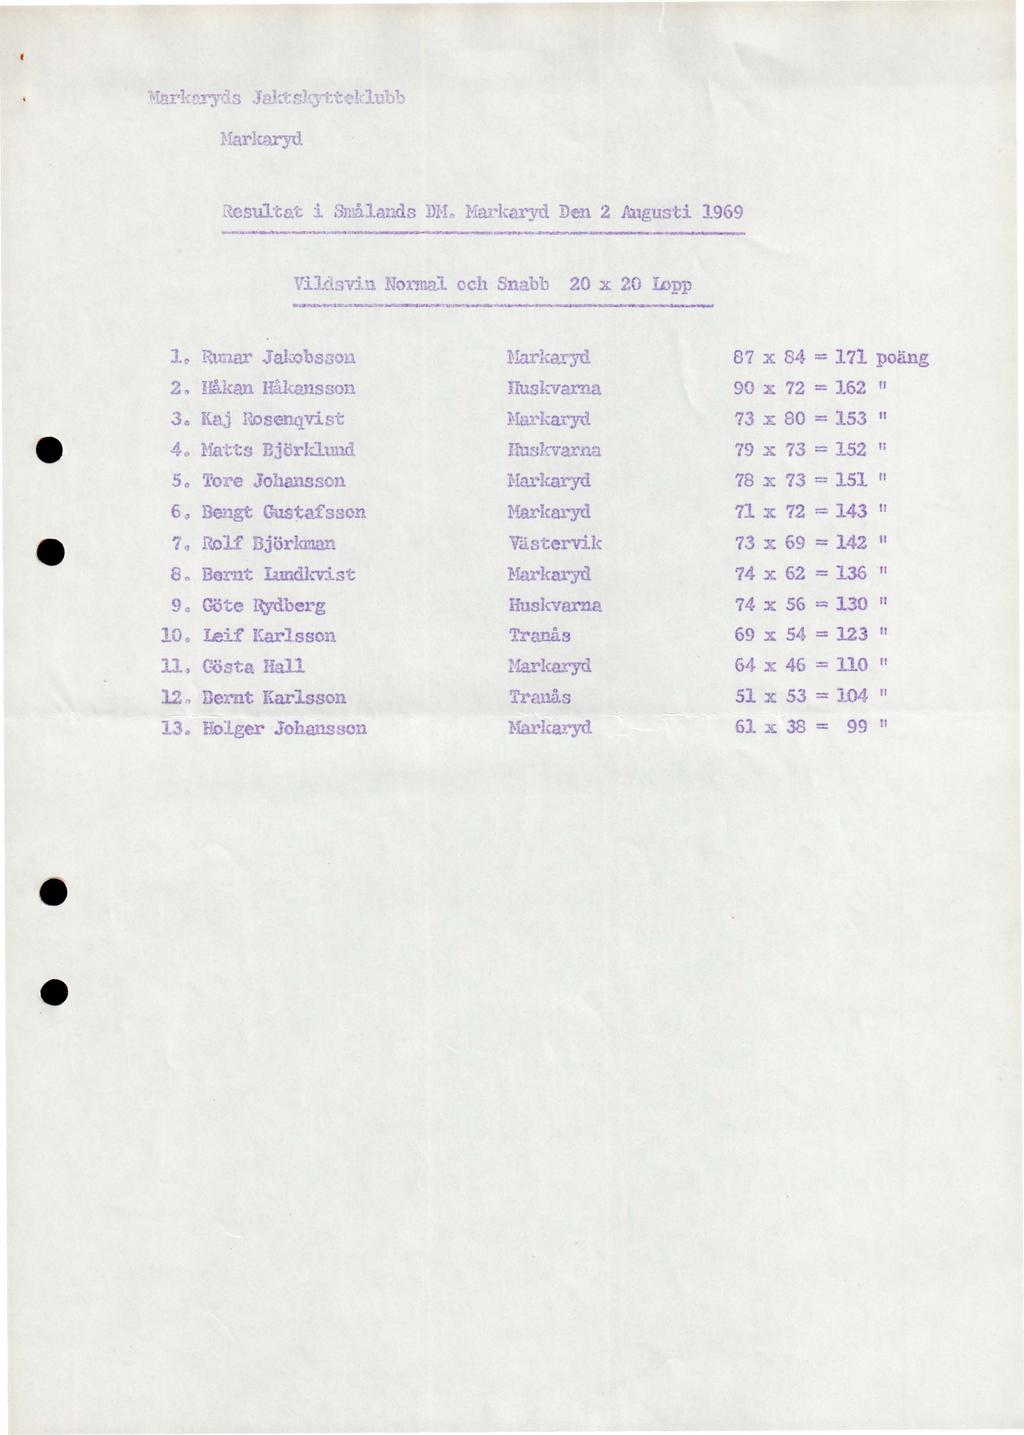 Markaryds Jaktskytteklubb
Markaryd
Resultat i Smålands DM. Markaryd Den 2 Augusti 1969
Vildsvin Normal och Snabb 20 x 20 Lopp
1. Runar Jakobsson Markaryd 87 x 84 = 171 poäng
2. Håkan Håkansson Huskvarna 90 x 72 = 162 "
3. Kaj Rosenqvist Markaryd 73 x 80 = 153 "
4. Matts Björklund Huskvarna 79 x 73 = 152 "
5. Tore Johansson Markaryd 78 x 73 = 151 "
6. Bengt Gustafsson Markaryd 71 x 72 = 143 "
7. Rolf Björkman Västervik 73 x 69 = 142 "
8. Bernt Lundkvist Markaryd 74 x 62 = 136 "
9. Göte Rydberg Huskvarna 74 x 56 = 130 "
10. Leif Karlsson Tranås 69 x 54 = 123 "
11. Gösta Hall Markaryd 64 x 46 = 110 "
12. Bernt Karlsson Tranås 51 x 53 = 104 "
13. Holger Johansson Markaryd 61 x 38 = 99 "